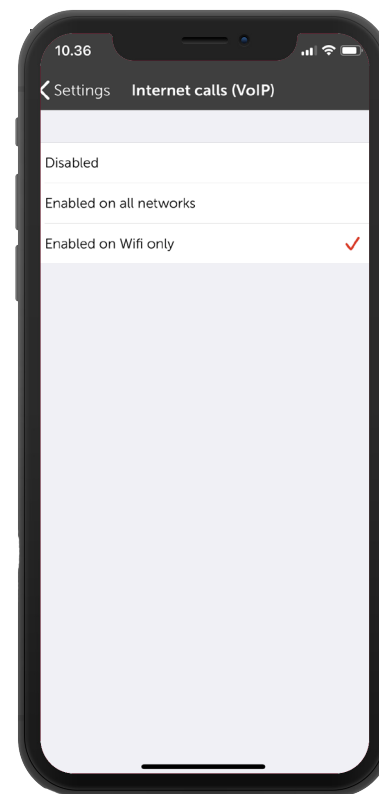 10.36
Settings Internet calls (VoIP)
Disabled
Enabled on all networks
Enabled on Wifi only